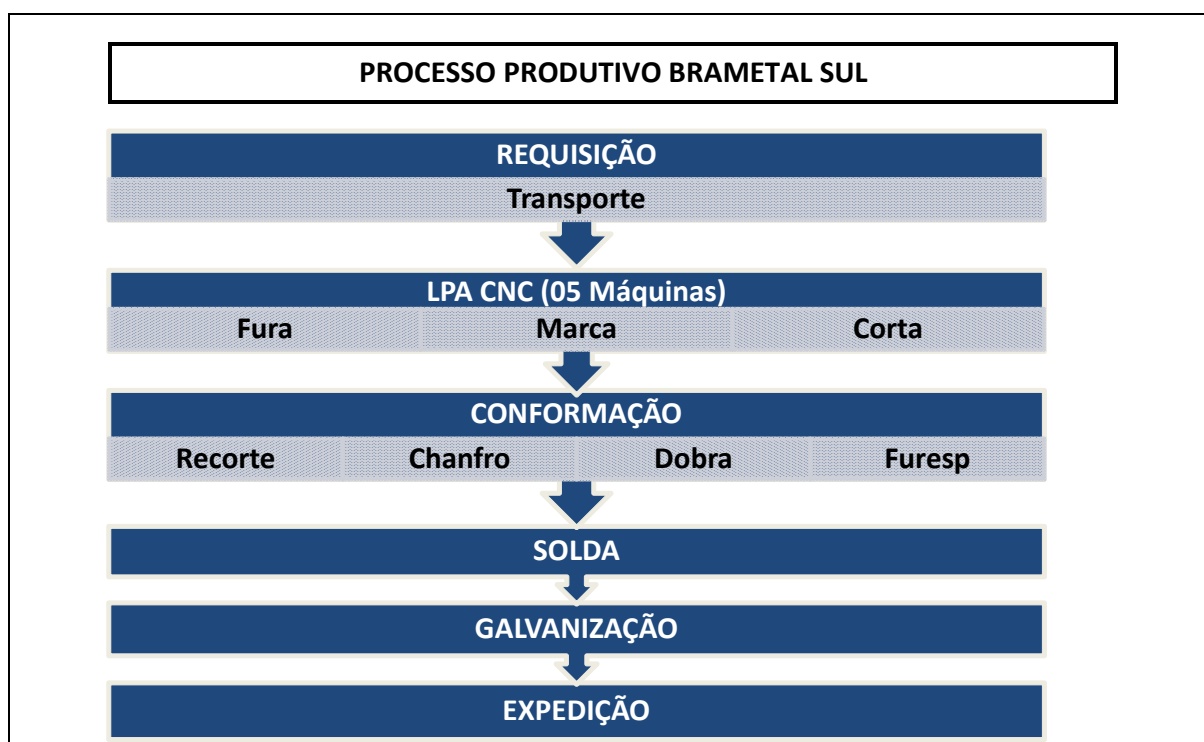 PROCESSO PRODUTIVO BRAMETAL SUL
REQUISIÇÃO
Transporte
LPA CNC (05 Máquinas)
Fura Marca Corta
CONFORMAÇÃO
Recorte Chanfro Dobra Furesp
SOLDA
GALVANIZAÇÃO
EXPEDIÇÃO